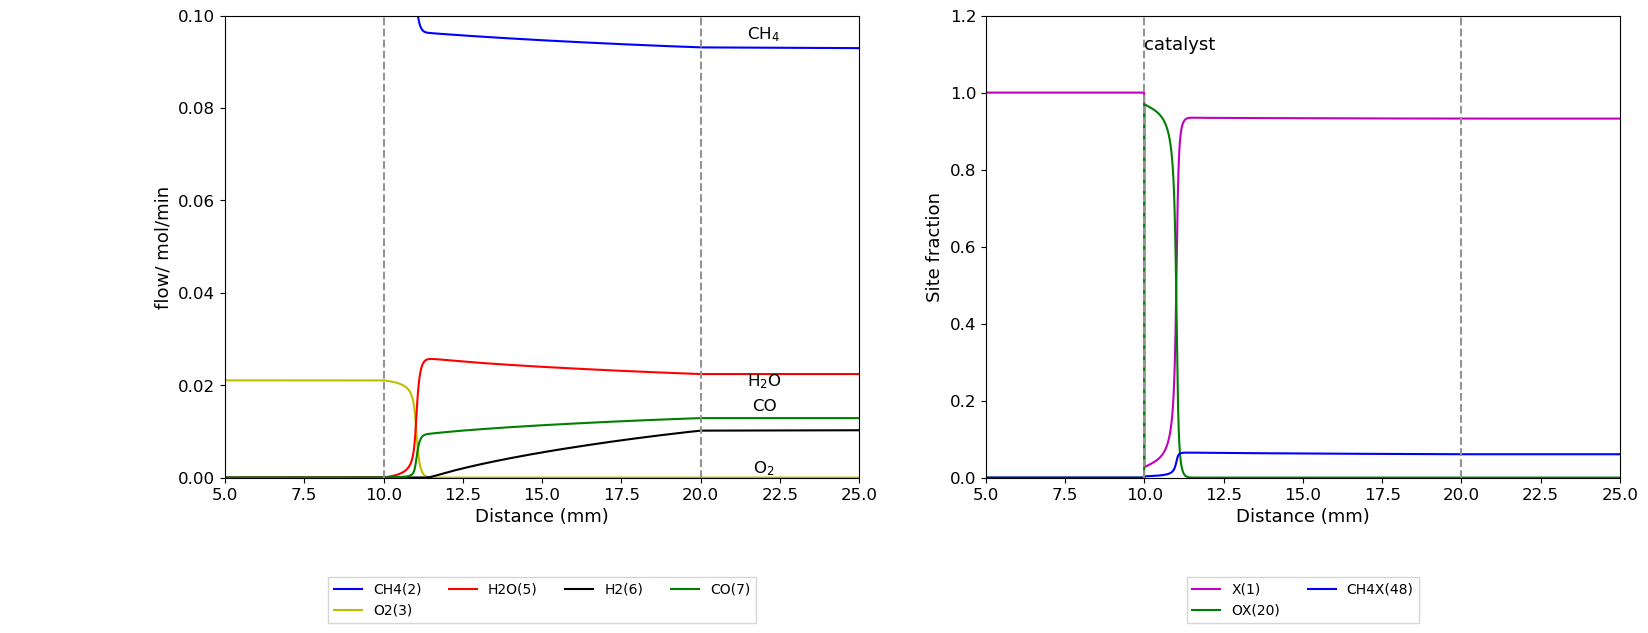 0.10
0.08
0.06
0.04
0.02
0.00
flow/ mol/min
CH₄
H₂O
CO
O₂
5.0 7.5 10.0 12.5 15.0 17.5 20.0 22.5 25.0
Distance (mm)
CH4(2) H2O(5) H2(6) CO(7)
O2(3)
1.2
1.0
0.8
0.6
0.4
0.2
0.0
Site fraction
catalyst
5.0 7.5 10.0 12.5 15.0 17.5 20.0 22.5 25.0
Distance (mm)
X(1) CH4X(48)
OX(20)